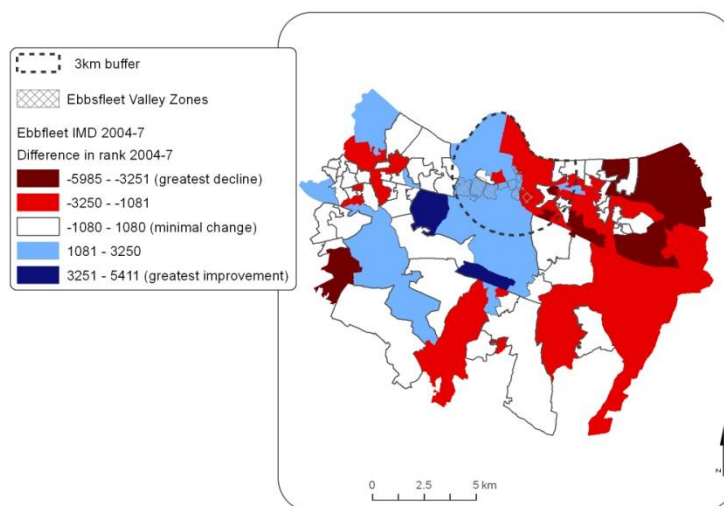 3km buffer
Ebbsfleet Valley Zones
Ebbfleet IMD 2004-7
Difference in rank 2004-7
-5985 - -3251 (greatest decline)
-3250 - -1081
-1080 - 1080 (minimal change)
1081 - 3250
3251 - 5411 (greatest improvement)
0 2.5 5 km
N